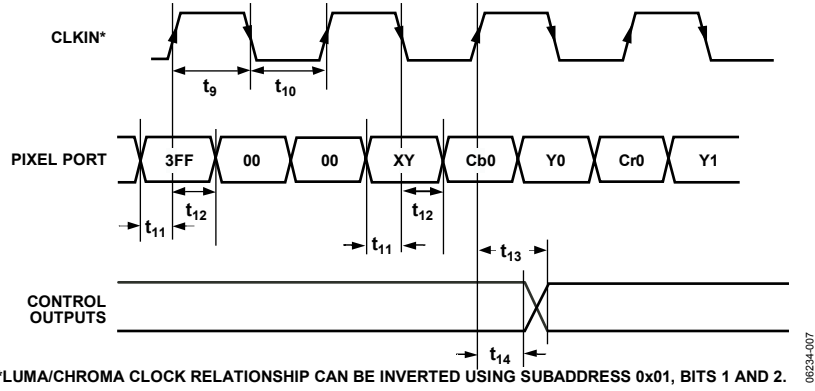 CLKIN*
t9 t10
PIXEL PORT 3FF 00 00 XY Cb0 Y0 Cr0 Y1
t11 t12 t11 t12 t13
CONTROL
OUTPUTS
t14
*LUMA/CHROMA CLOCK RELATIONSHIP CAN BE INVERTED USING SUBADDRESS 0x01, BITS 1 AND 2.
06234-007